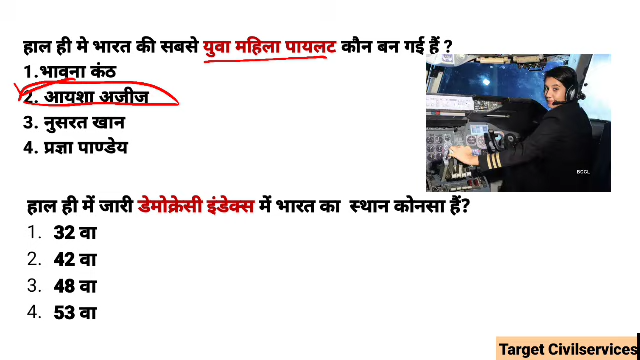 हाल ही मे भारत की सबसे युवा महिला पायलट कौन बन गई हैं ?
1.भावना कंठ
2. आयशा अजीज
3. नुसरत खान
4. प्रज्ञा पाण्डेय
BCCL
हाल ही में जारी डेमोक्रेसी इंडेक्स में भारत का स्थान कोनसा हैं?
1. 32 वा
2. 42 वा
3. 48 वा
4. 53 वा
Target Civilservices